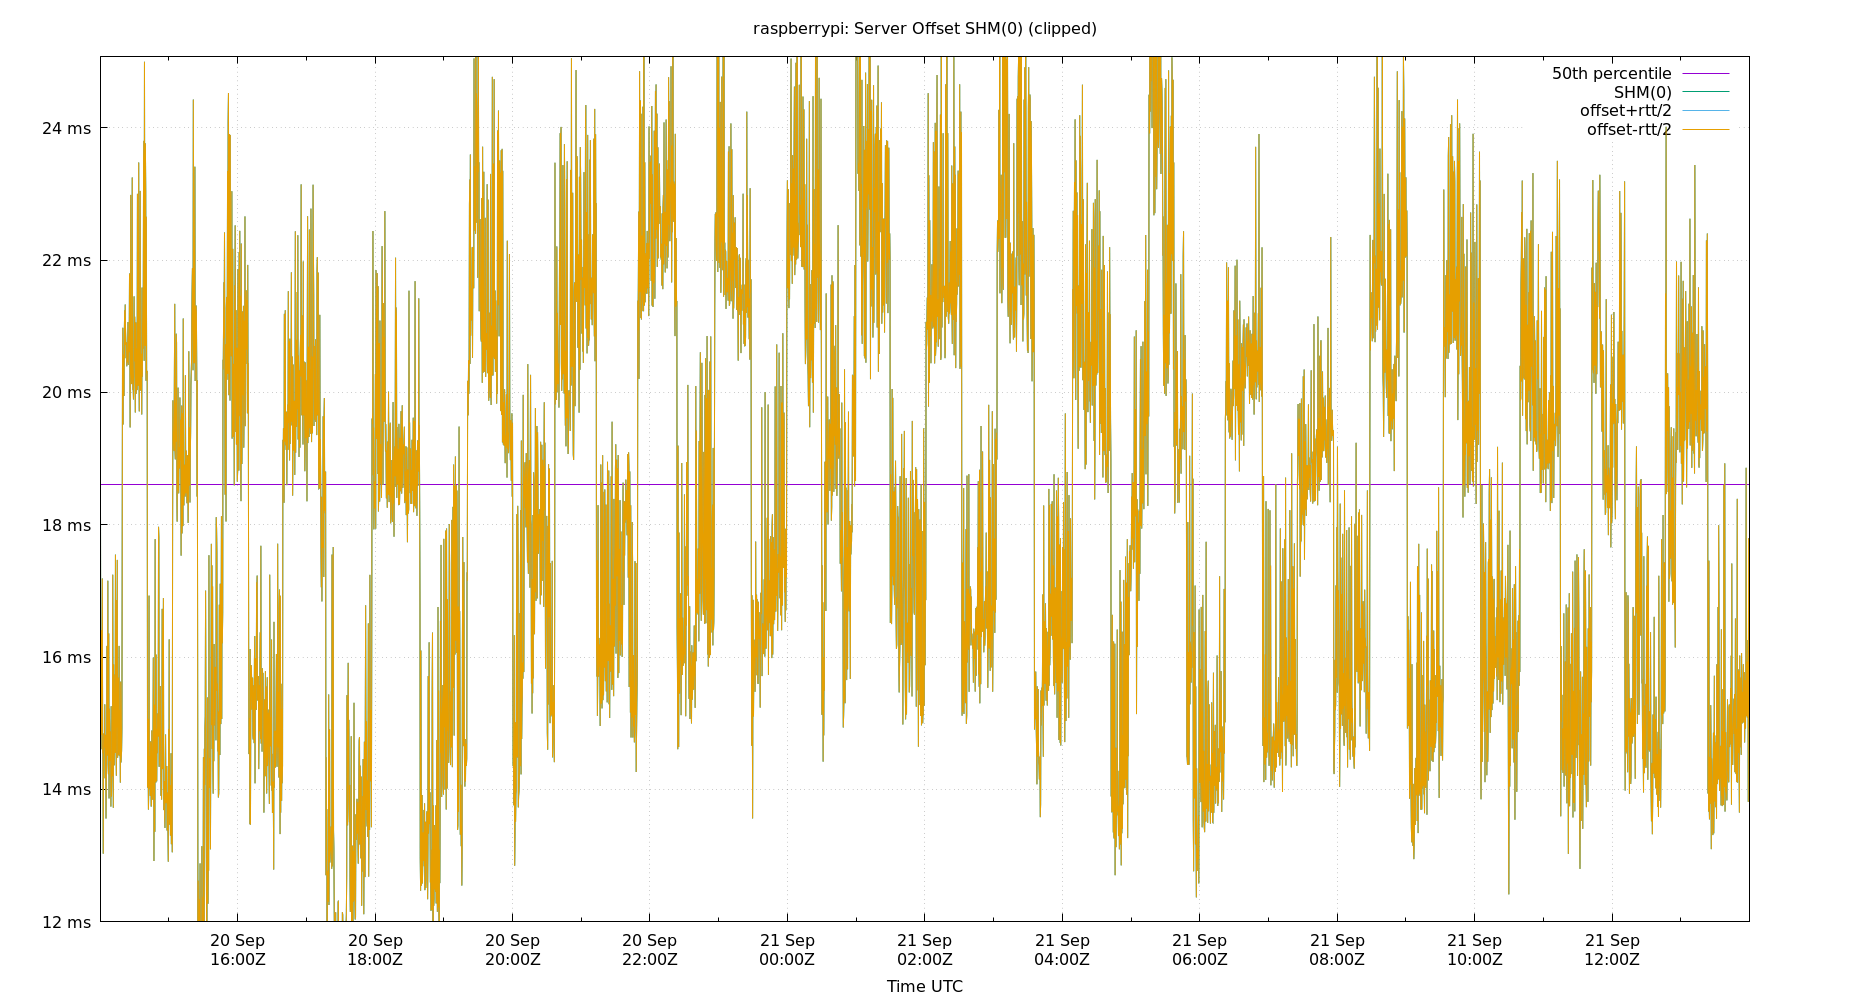 raspberrypi: Server Offset SHM(0) (clipped)
50th percentile
SHM(0)
offset+rtt/2
offset-rtt/2
24 ms
22 ms
20 ms
18 ms
16 ms
14 ms
12 ms
20 Sep 20 Sep 20 Sep 20 Sep 21 Sep 21 Sep 21 Sep 21 Sep 21 Sep 21 Sep 21 Sep
16:00Z 18:00Z 20:00Z 22:00Z 00:00Z 02:00Z 04:00Z 06:00Z 08:00Z 10:00Z 12:00Z
Time UTC